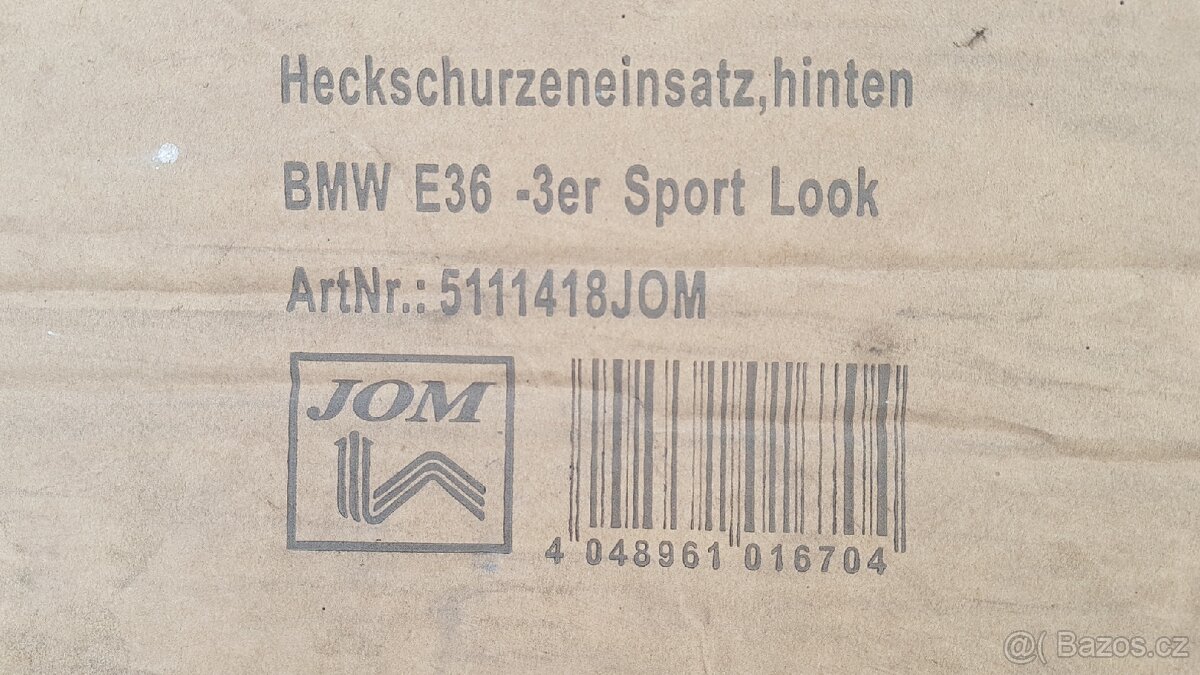 Heckschurzeneinsatz,hinten
BMW E36 -3er Sport Look
ArtNr.: 5111418JOM
JOM
4 048961 016704
@( Bazos.cz